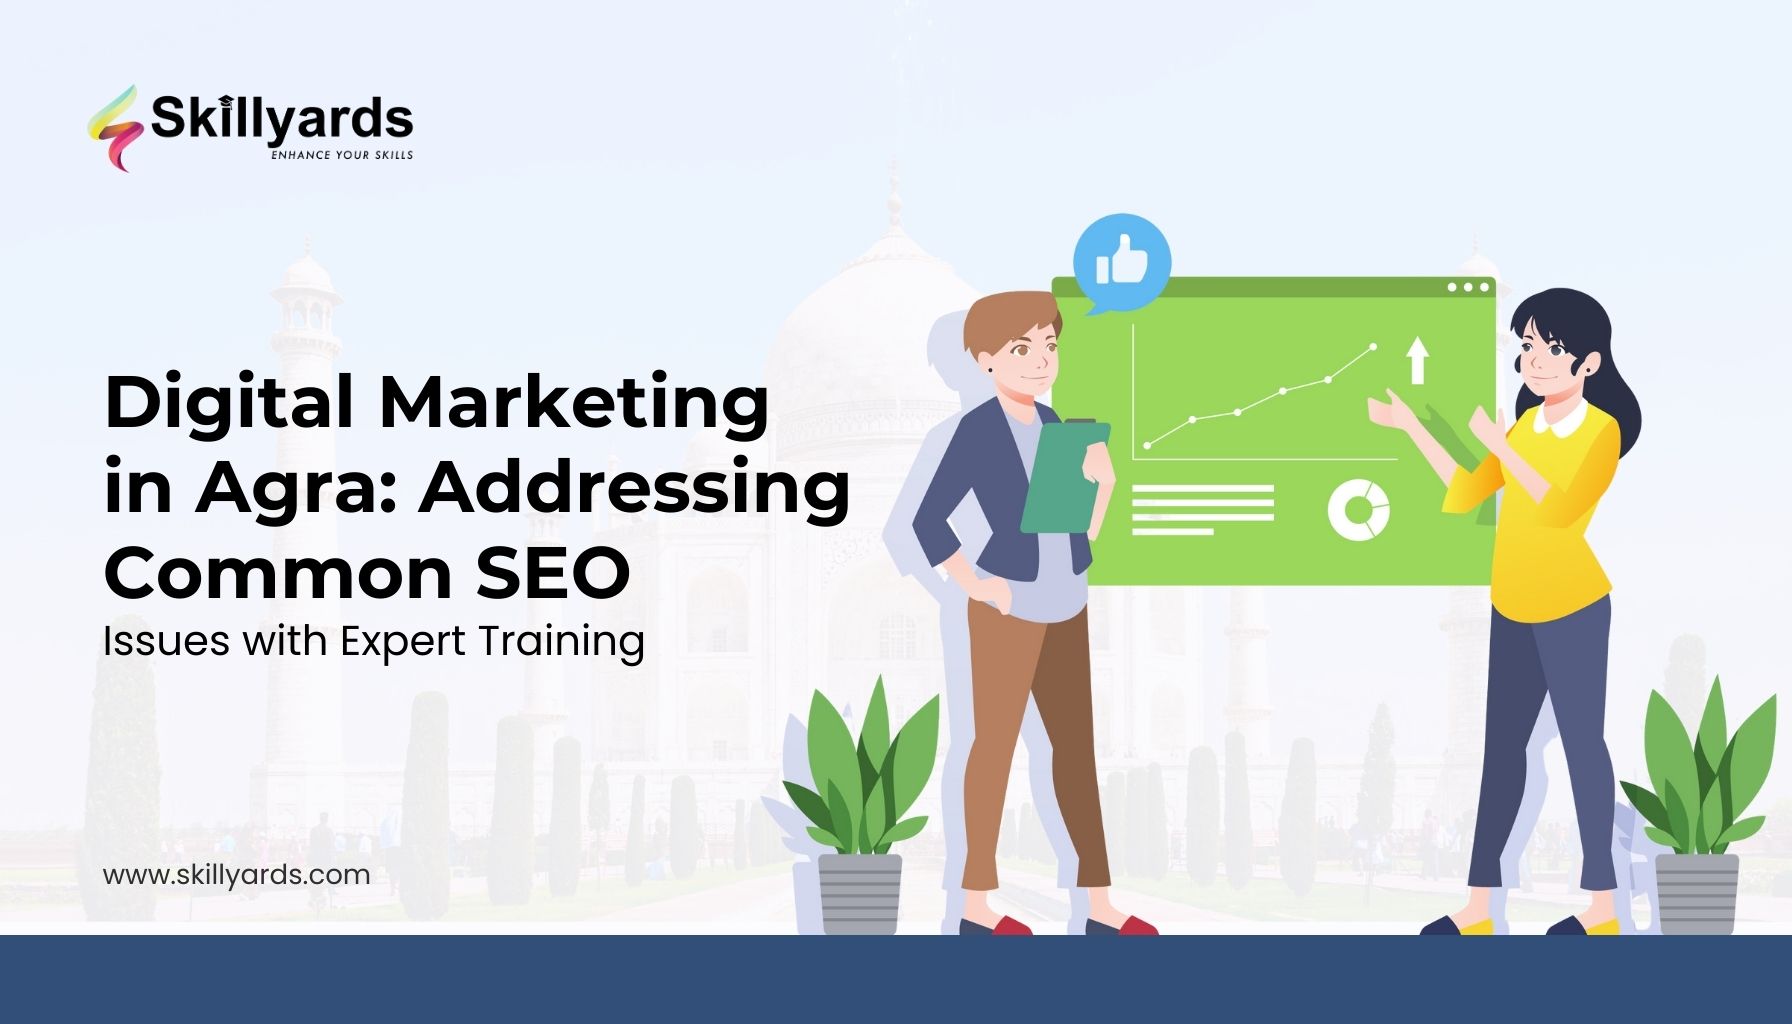 Skillyards
ENHANCE YOUR SKILLS
Digital Marketing
in Agra: Addressing
Common SEO
Issues with Expert Training
www.skillyards.com